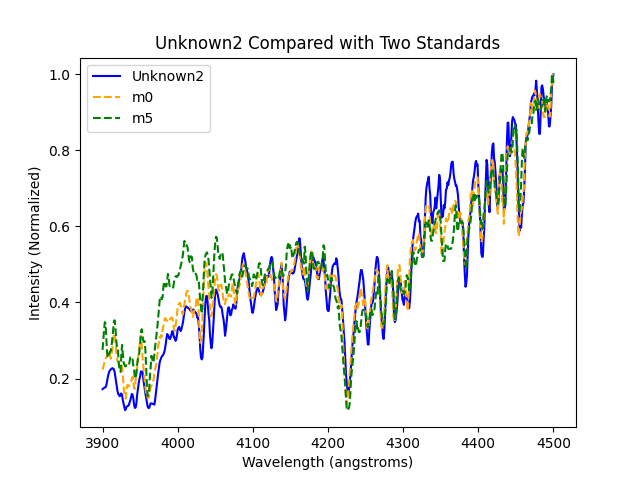 Unknown2 Compared with Two Standards
Unknown2
m0
m5
Intensity (Normalized)
1.0
0.8
0.6
0.4
0.2
3900 4000 4100 4200 4300 4400 4500
Wavelength (angstroms)